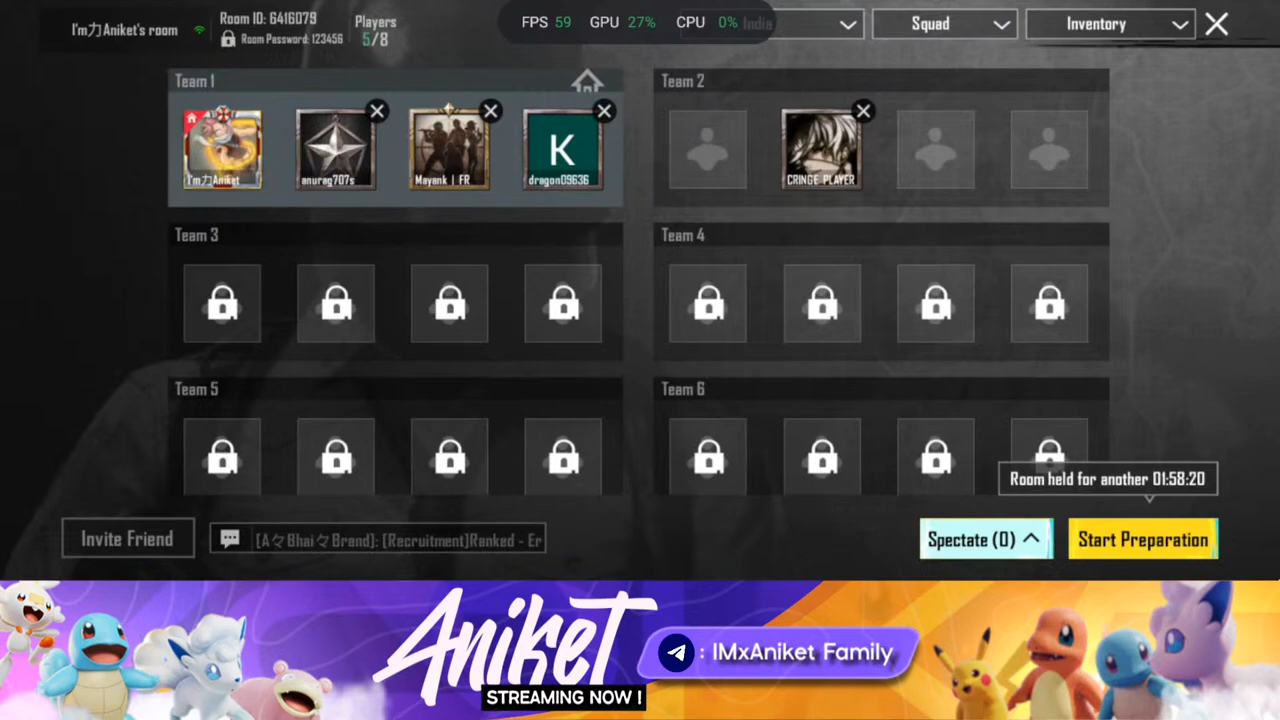 I'm力Aniket's room
Room ID: 6416079
Room Password: 123456
Players
5/8
FPS 59 GPU 27% CPU 0%
India
Squad
Inventory
Team 1
I'm力Aniket
anurag707s
Mayank | FR
dragon09636
K
Team 2
CRINGE PLAYER
Team 3
Team 4
Team 5
Team 6
Room held for another 01:58:20
Invite Friend
[A々Bhai々Brand]: [Recruitment]Ranked - Er
Spectate (0)
Start Preparation
Aniket
STREAMING NOW !
: IMxAniket Family